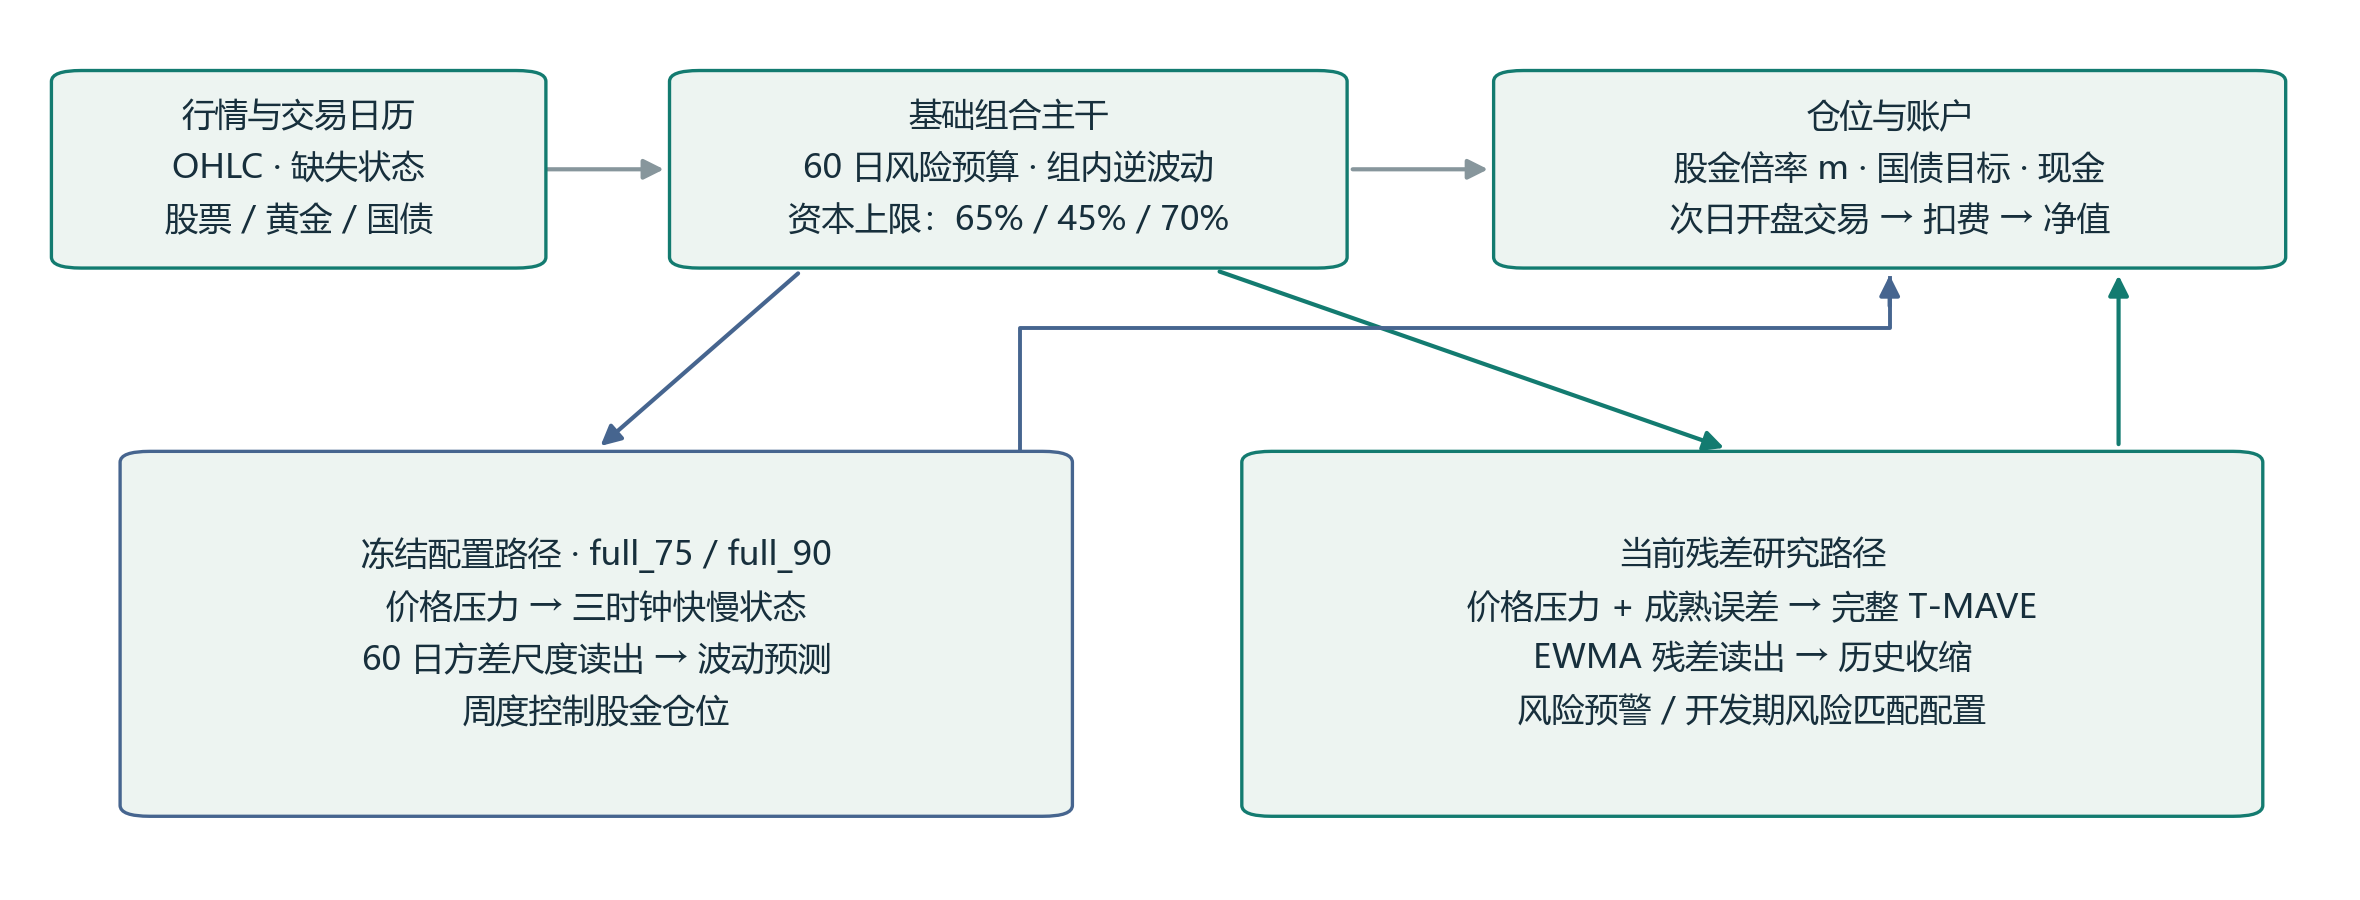 行情与交易日历
OHLC · 缺失状态
股票 / 黄金 / 国债
基础组合主干
60 日风险预算 · 组内逆波动
资本上限：65% / 45% / 70%
仓位与账户
股金倍率 m · 国债目标 · 现金
次日开盘交易 → 扣费 → 净值
冻结配置路径 · full_75 / full_90
价格压力 → 三时钟快慢状态
60 日方差尺度读出 → 波动预测
周度控制股金仓位
当前残差研究路径
价格压力 + 成熟误差 → 完整 T-MAVE
EWMA 残差读出 → 历史收缩
风险预警 / 开发期风险匹配配置